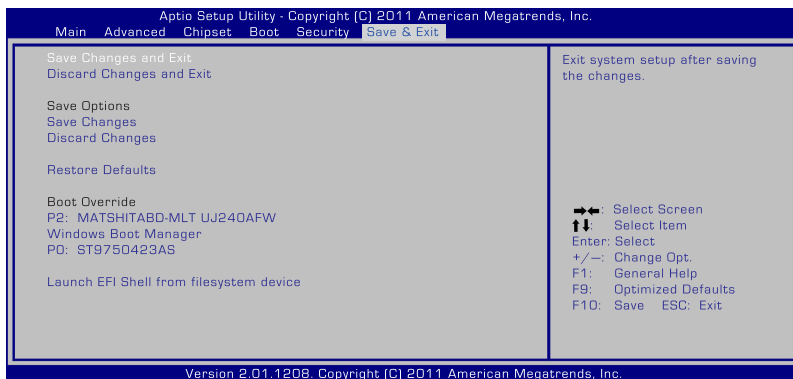 Aptio Setup Utility - Copyright (C) 2011 American Megatrends, Inc.
Main Advanced Chipset Boot Security Save & Exit
Save Changes and Exit
Discard Changes and Exit
Save Options
Save Changes
Discard Changes
Restore Defaults
Boot Override
P2: MATSHITABD-MLT UJ240AFW
Windows Boot Manager
P0: ST9750423AS
Launch EFI Shell from filesystem device
Exit system setup after saving
the changes.
→←: Select Screen
↑↓: Select Item
Enter: Select
+/—: Change Opt.
F1: General Help
F9: Optimized Defaults
F10: Save ESC: Exit
Version 2.01.1208. Copyright (C) 2011 American Megatrends, Inc.